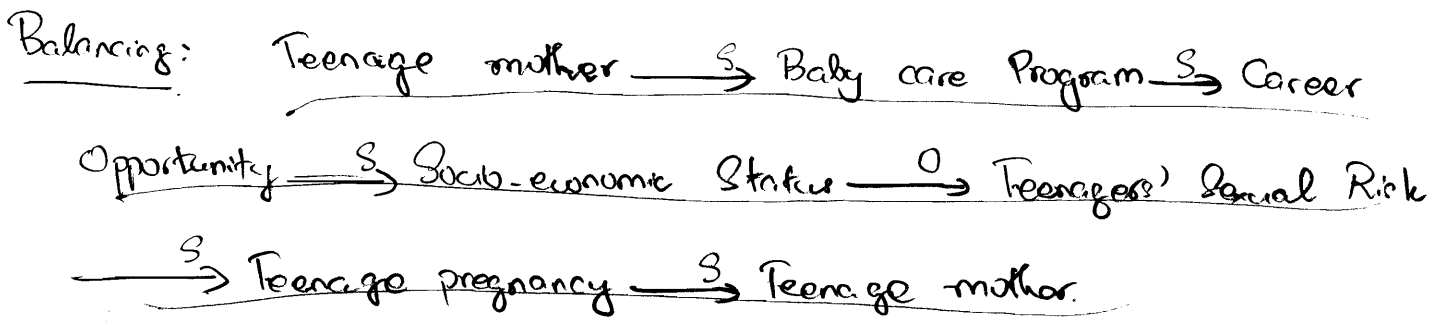 Balancing: Teenage mother S→ Baby care Program S→ Career
Opportunity S→ Socio-economic Status O→ Teenagers' Sexual Risk
S→ Teenage pregnancy S→ Teenage mother.